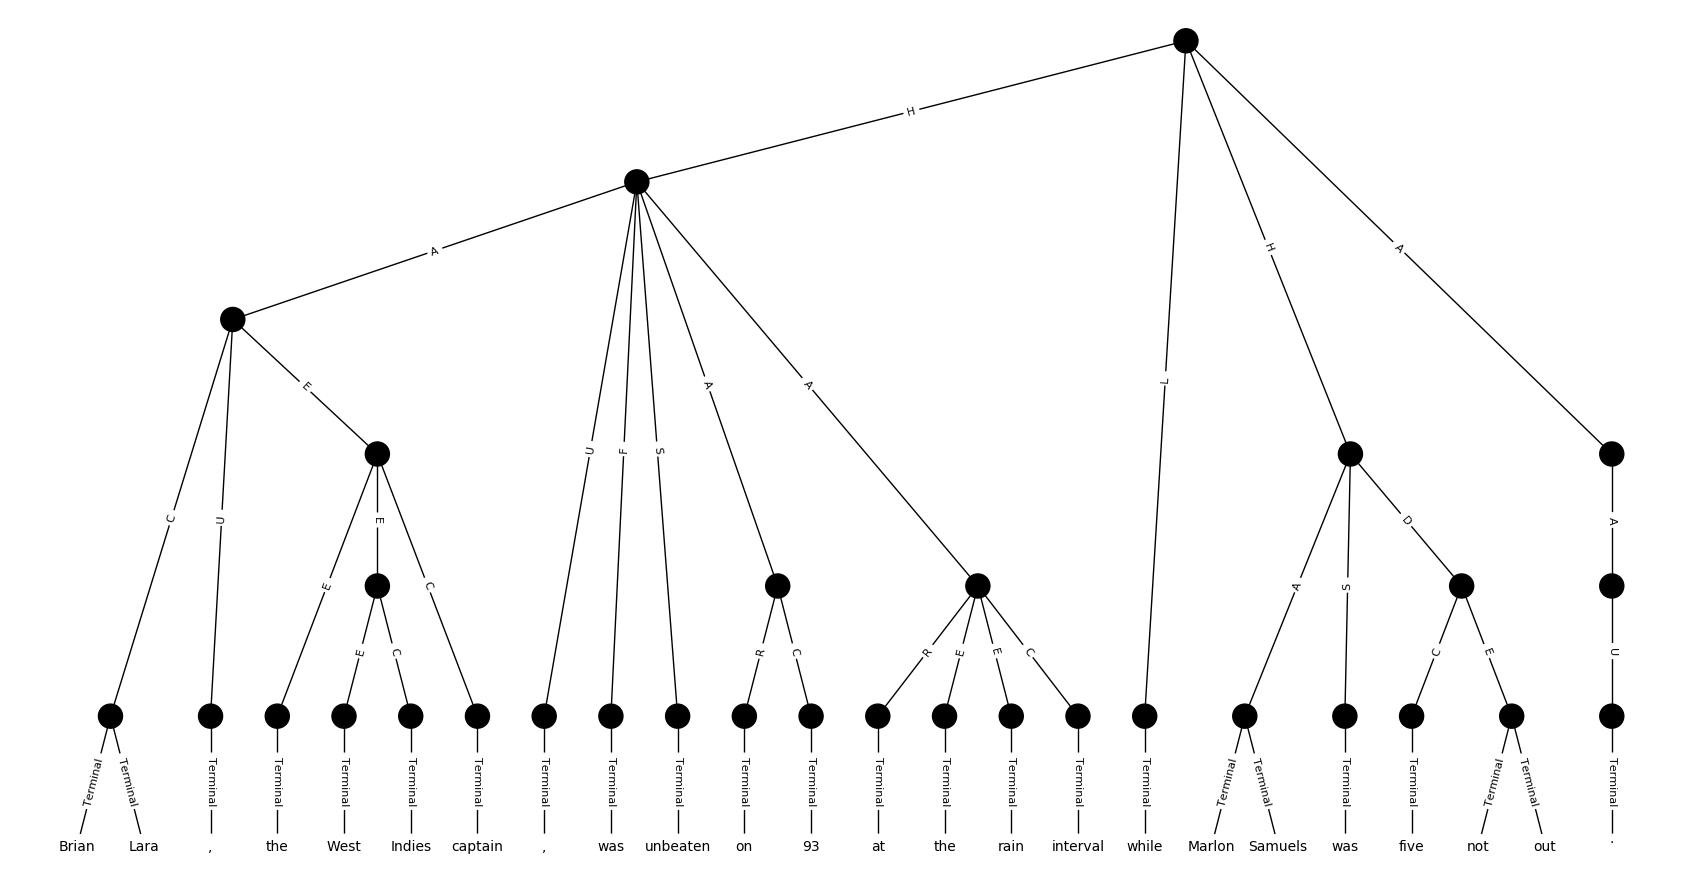 H
A
L
H
A
E
U
F
S
A
A
C
U
E
E
C
A
S
D
A
E
C
R
C
R
E
E
C
C
E
U
Terminal Terminal Terminal Terminal Terminal Terminal Terminal Terminal Terminal Terminal Terminal Terminal Terminal Terminal Terminal Terminal Terminal Terminal Terminal Terminal Terminal Terminal Terminal Terminal
Brian Lara , the West Indies captain , was unbeaten on 93 at the rain interval while Marlon Samuels was five not out .